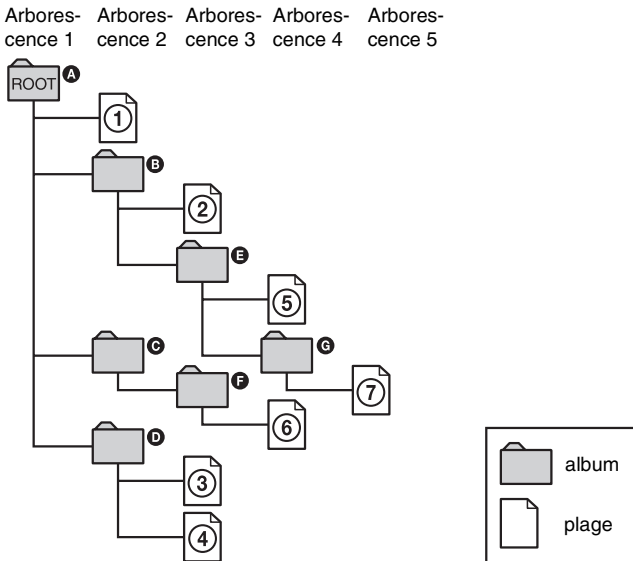 Arbores- Arbores- Arbores- Arbores- Arbores-
cence 1 cence 2 cence 3 cence 4 cence 5
ROOT A
1
B
2
E
5
C G
F 7
6
D
3
album
plage
4